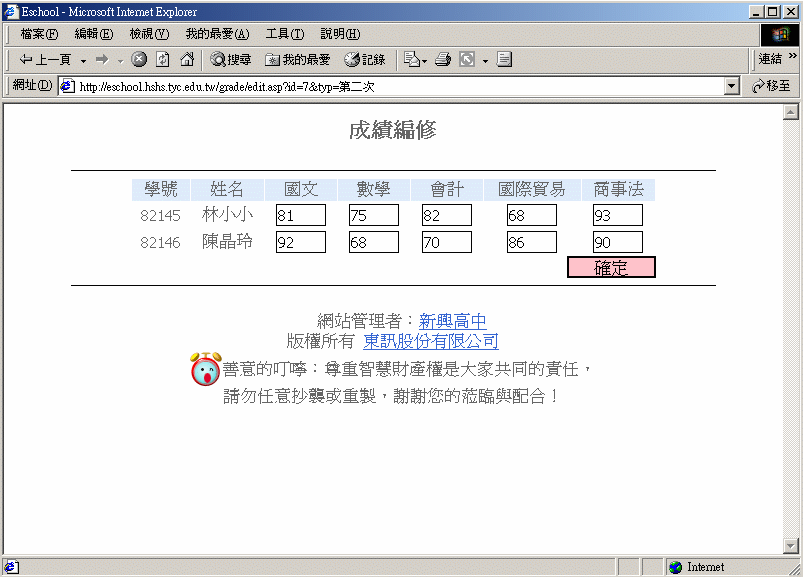 Eschool - Microsoft Internet Explorer
檔案(F) 編輯(E) 檢視(V) 我的最愛(A) 工具(T) 說明(H)
上一頁 搜尋 我的最愛 記錄 連結 »
網址(D) http://eschool.hshs.tyc.edu.tw/grade/edit.asp?id=7&typ=第二次 移至
成績編修
學號 姓名 國文 數學 會計 國際貿易 商事法
82145 林小小 81 75 82 68 93
82146 陳晶玲 92 68 70 86 90
確定
網站管理者：新興高中
版權所有 東訊股份有限公司
善意的叮嚀：尊重智慧財產權是大家共同的責任，
請勿任意抄襲或重製，謝謝您的蒞臨與配合！
Internet